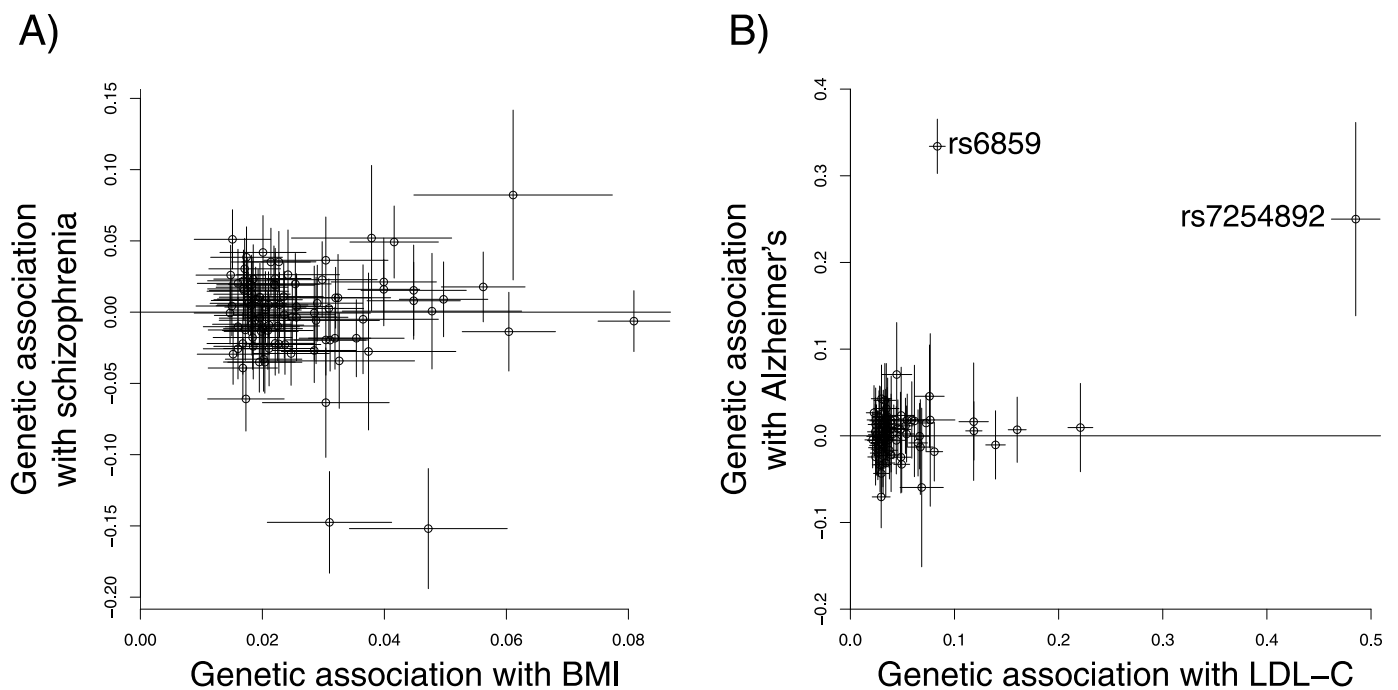 A)
Genetic association
with schizophrenia
0.15
0.10
0.05
0.00
−0.05
−0.10
−0.15
−0.20
0.00
0.02
0.04
0.06
0.08
Genetic association with BMI
B)
Genetic association
with Alzheimer's
0.4
0.3
0.2
0.1
0.0
−0.1
−0.2
rs6859
rs7254892
0.0
0.1
0.2
0.3
0.4
0.5
Genetic association with LDL−C